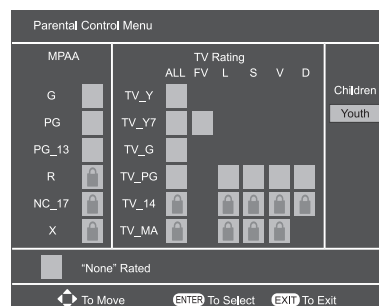 Parental Control Menu
MPAA
TV Rating
ALL FV L S V D
G
TV_Y
Children
PG
TV_Y7
Youth
PG_13
TV_G
R
TV_PG
NC_17
TV_14
X
TV_MA
"None" Rated
To Move
ENTER To Select
EXIT To Exit